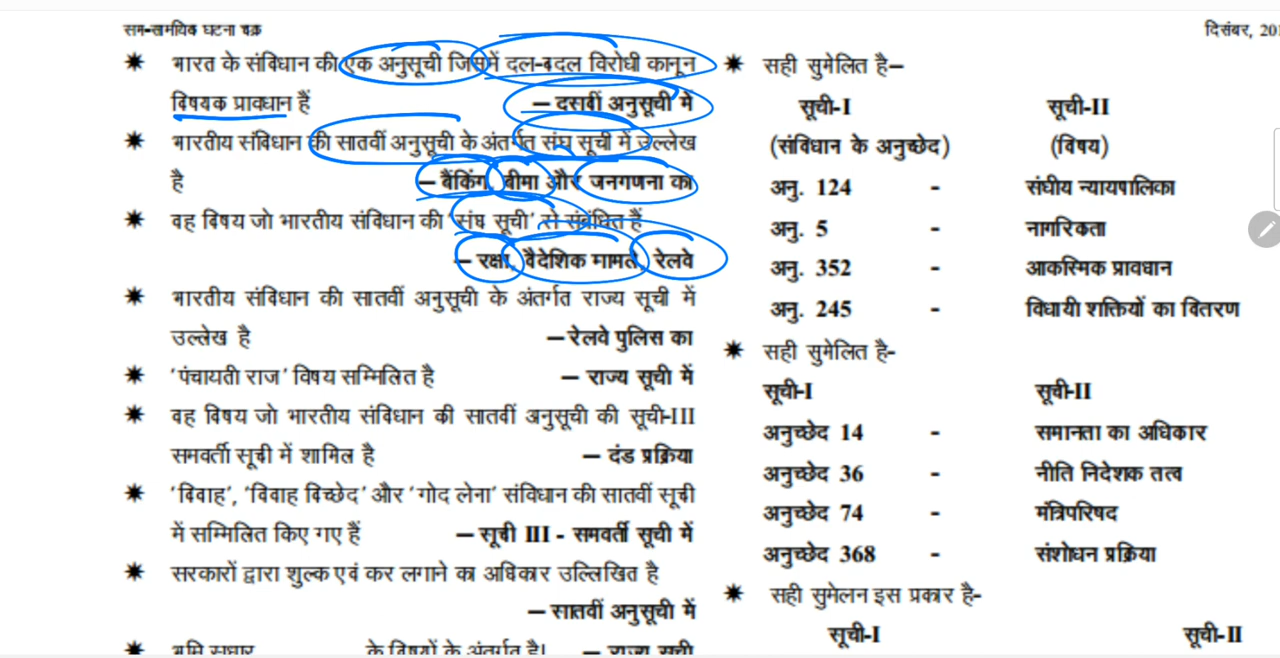 सम-सामयिक घटना चक्र
दिसंबर, 201
✷ भारत के संविधान की एक अनुसूची जिसमें दल-बदल विरोधी कानून
विषयक प्रावधान हैं – दसवीं अनुसूची में
✷ भारतीय संविधान की सातवीं अनुसूची के अंतर्गत संघ सूची में उल्लेख
है – बैंकिंग, बीमा और जनगणना का
✷ वह विषय जो भारतीय संविधान की 'संघ सूची' से संबंधित हैं
– रक्षा, वैदेशिक मामले, रेलवे
✷ भारतीय संविधान की सातवीं अनुसूची के अंतर्गत राज्य सूची में
उल्लेख है –रेलवे पुलिस का
✷ 'पंचायती राज' विषय सम्मिलित है – राज्य सूची में
✷ वह विषय जो भारतीय संविधान की सातवीं अनुसूची की सूची-III
समवर्ती सूची में शामिल है – दंड प्रक्रिया
✷ 'विवाह', 'विवाह विच्छेद' और 'गोद लेना' संविधान की सातवीं सूची
में सम्मिलित किए गए हैं – सूची III - समवर्ती सूची में
✷ सरकारों द्वारा शुल्क एवं कर लगाने का अधिकार उल्लिखित है
– सातवीं अनुसूची में
✷ भूमि सुधार के विषयों के अंतर्गत है। – राज्य सूची
✷ सही सुमेलित है–
सूची-I सूची-II
(संविधान के अनुच्छेद) (विषय)
अनु. 124 - संघीय न्यायपालिका
अनु. 5 - नागरिकता
अनु. 352 - आकस्मिक प्रावधान
अनु. 245 - विधायी शक्तियों का वितरण
✷ सही सुमेलित है-
सूची-I सूची-II
अनुच्छेद 14 - समानता का अधिकार
अनुच्छेद 36 - नीति निदेशक तत्व
अनुच्छेद 74 - मंत्रिपरिषद
अनुच्छेद 368 - संशोधन प्रक्रिया
✷ सही सुमेलन इस प्रकार है-
सूची-I सूची-II